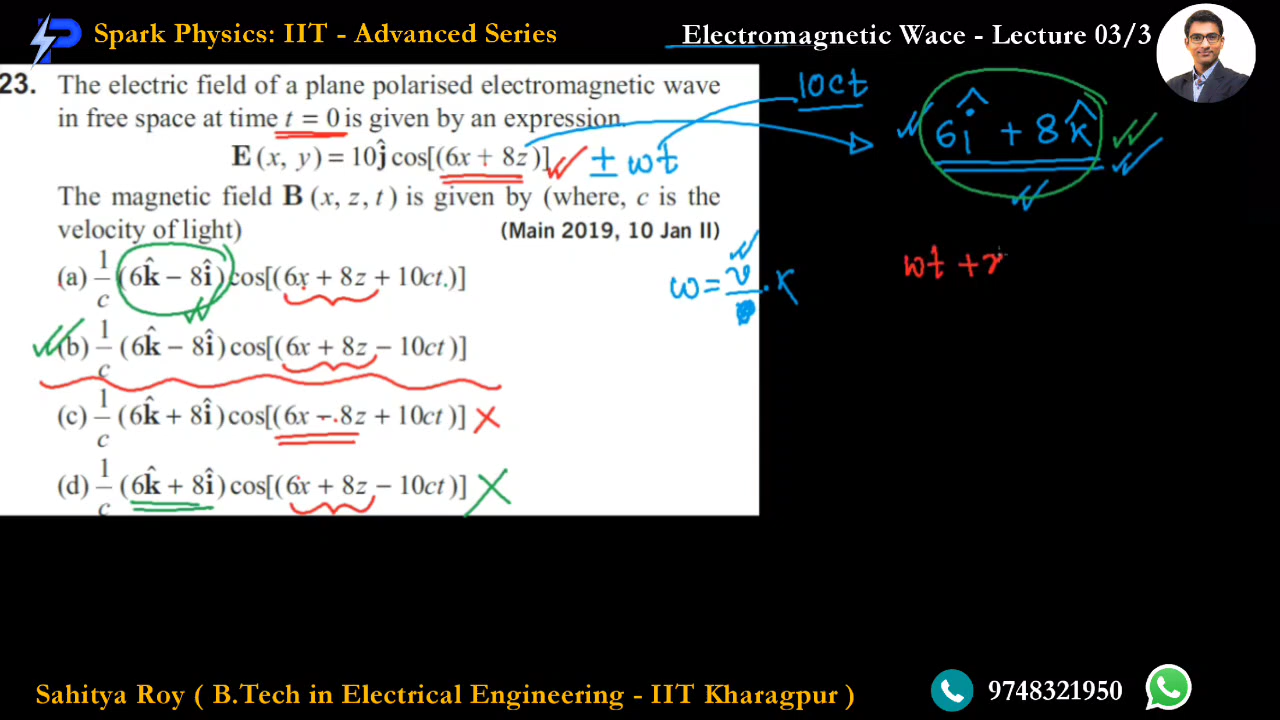 Spark Physics: IIT - Advanced Series
Electromagnetic Wace - Lecture 03/3
23. The electric field of a plane polarised electromagnetic wave
in free space at time t = 0 is given by an expression
E (x, y) = 10ĵ cos[(6x + 8z)]
The magnetic field B (x, z, t) is given by (where, c is the
velocity of light)
(Main 2019, 10 Jan II)
(a) 1/c (6k̂ − 8î) cos[(6x + 8z + 10ct)]
(b) 1/c (6k̂ − 8î) cos[(6x + 8z − 10ct)]
(c) 1/c (6k̂ + 8î) cos[(6x − 8z + 10ct)]
(d) 1/c (6k̂ + 8î) cos[(6x + 8z − 10ct)]
± ωt
10ct
6î + 8k̂
ωt +
Sahitya Roy ( B.Tech in Electrical Engineering - IIT Kharagpur )
9748321950